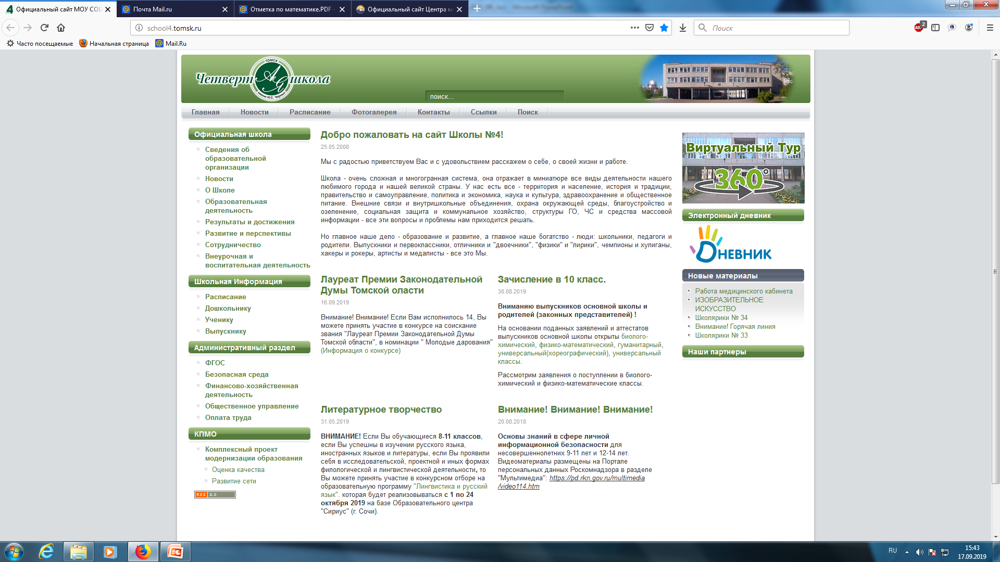 Официальный сайт МОУ СОШ
Почта Mail.ru
Отметка по математике.PDF -
Официальный сайт Центра м
Microsoft PowerPoint
school4.tomsk.ru
Поиск
2
Часто посещаемые
Начальная страница
Mail.Ru
ТОМСК
Четверт школа
имени И.С. Черных
поиск...
Главная
Новости
Расписание
Фотогалерея
Контакты
Ссылки
Поиск
Официальная школа
Сведения об
образовательной
организации
Новости
О Школе
Образовательная
деятельность
Результаты и достижения
Развитие и перспективы
Сотрудничество
Внеурочная и
воспитательная деятельность
Школьная Информация
Расписание
Дошкольнику
Ученику
Выпускнику
Административный раздел
ФГОС
Безопасная среда
Финансово-хозяйственная
деятельность
Общественное управление
Оплата труда
КПМО
Комплексный проект
модернизации образования
Оценка качества
Развитие сети
RSS 2.0
Добро пожаловать на сайт Школы №4!
25.05.2008
Мы с радостью приветствуем Вас и с удовольствием расскажем о себе, о своей жизни и работе.
Школа - очень сложная и многогранная система, она отражает в миниатюре все виды деятельности нашего
любимого города и нашей великой страны. У нас есть все - территория и население, история и традиции,
правительство и самоуправление, политика и экономика, наука и культура, здравоохранение и общественное
питание. Внешние связи и внутришкольные объединения, охрана окружающей среды, благоустройство и
озеленение, социальная защита и коммунальное хозяйство, структуры ГО, ЧС и средства массовой
информации - все эти вопросы и проблемы нам приходится решать.
Но главное наше дело - образование и развитие, а главное наше богатство - люди: школьники, педагоги и
родители. Выпускники и первоклассники, отличники и "двоечники", "физики" и "лирики", чемпионы и хулиганы,
хакеры и рокеры, артисты и медалисты - все это Мы.
Лауреат Премии Законодательной
Думы Томской оласти
16.09.2019
Внимание! Внимание! Если Вам исполнилось 14, Вы
можете принять участие в конкурсе на соискание
звания "Лауреат Премии Законодательной Думы
Томской области", в номинации " Молодые дарования"
(Информация о конкурсе)
Зачисление в 10 класс.
30.08.2019
Вниманию выпускников основной школы и
родителей (законных представителей) !
На основании поданных заявлений и аттестатов
выпускников основной школы открыты биолого-
химический, физико-математический, гуманитарный,
универсальный(хореографический), универсальный
классы.
Рассмотрим заявления о поступлении в биолого-
химический и физико-математические классы.
Литературное творчество
31.05.2019
ВНИМАНИЕ! Если Вы обучающиеся 8-11 классов,
если Вы успешны в изучении русского языка,
иностранных языков и литературы, если Вы проявили
себя в исследовательской, проектной и иных формах
филологической и лингвистической деятельности, то
Вы можете принять участие в конкурсном отборе на
образовательную программу "Лингвистика и русский
язык". которая будет реализовываться с 1 по 24
октября 2019 на базе Образовательного центра
"Сириус" (г. Сочи).
Внимание! Внимание! Внимание!
20.08.2018
Основы знаний в сфере личной
информационной безопасности для
несовершеннолетних 9-11 лет и 12-14 лет.
Видеоматериалы размещены на Портале
персональных данных Роскомнадзора в разделе
"Мультимедиа": https://pd.rkn.gov.ru/multimedia
/video114.htm
Виртуальный Тур
360°
Электронный дневник
Дневник
Новые материалы
Работа медицинского кабинета
ИЗОБРАЗИТЕЛЬНОЕ
ИСКУССТВО
Школярики № 34
Внимание! Горячая линия
Школярики № 33
Наши партнеры
RU
15:43
17.09.2019